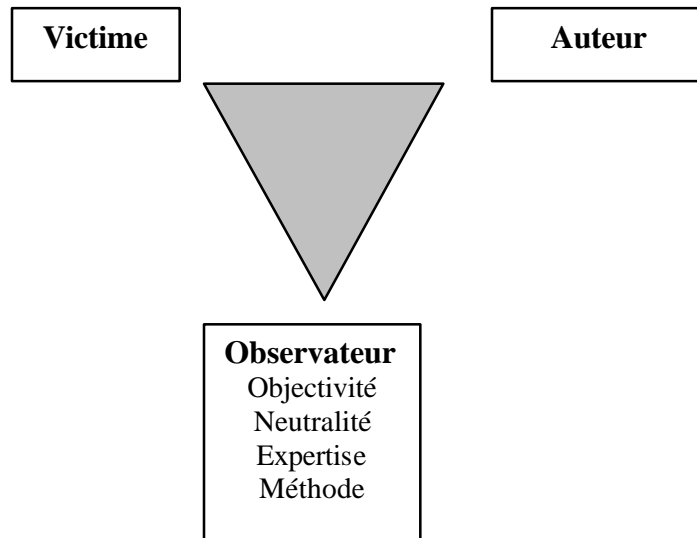 Victime
Auteur
Observateur
Objectivité
Neutralité
Expertise
Méthode